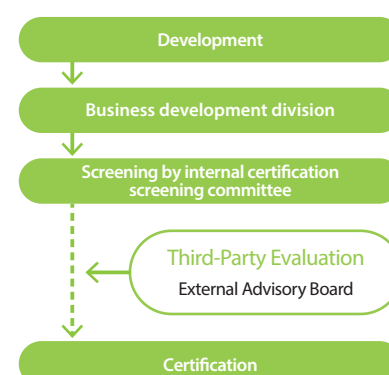 Development
Business development division
Screening by internal certification
screening committee
Third-Party Evaluation
External Advisory Board
Certification